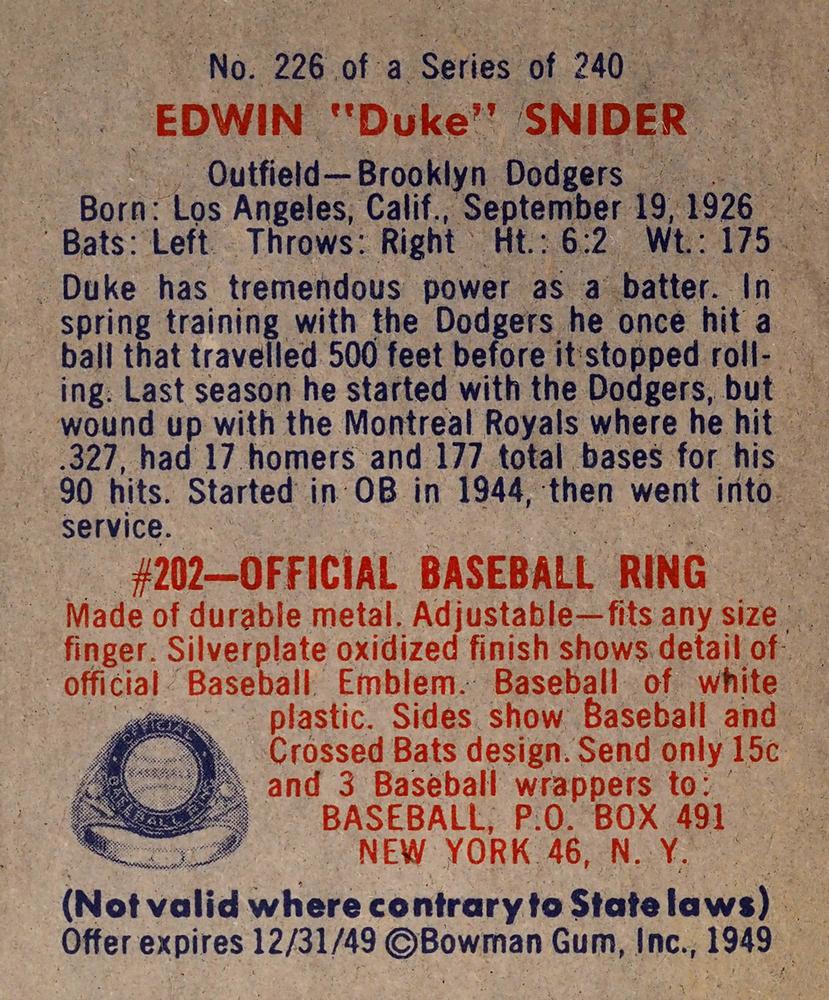 No. 226 of a Series of 240
EDWIN "Duke" SNIDER
Outfield—Brooklyn Dodgers
Born: Los Angeles, Calif., September 19, 1926
Bats: Left Throws: Right Ht.: 6:2 Wt.: 175
Duke has tremendous power as a batter. In
spring training with the Dodgers he once hit a
ball that travelled 500 feet before it stopped roll-
ing. Last season he started with the Dodgers, but
wound up with the Montreal Royals where he hit
.327, had 17 homers and 177 total bases for his
90 hits. Started in OB in 1944, then went into
service.
#202—OFFICIAL BASEBALL RING
Made of durable metal. Adjustable—fits any size
finger. Silverplate oxidized finish shows detail of
official Baseball Emblem. Baseball of white
plastic. Sides show Baseball and
Crossed Bats design. Send only 15c
and 3 Baseball wrappers to:
BASEBALL, P.O. BOX 491
NEW YORK 46, N. Y.
OFFICIAL
BASEBALL RING
(Not valid where contrary to State laws)
Offer expires 12/31/49 ©Bowman Gum, Inc., 1949